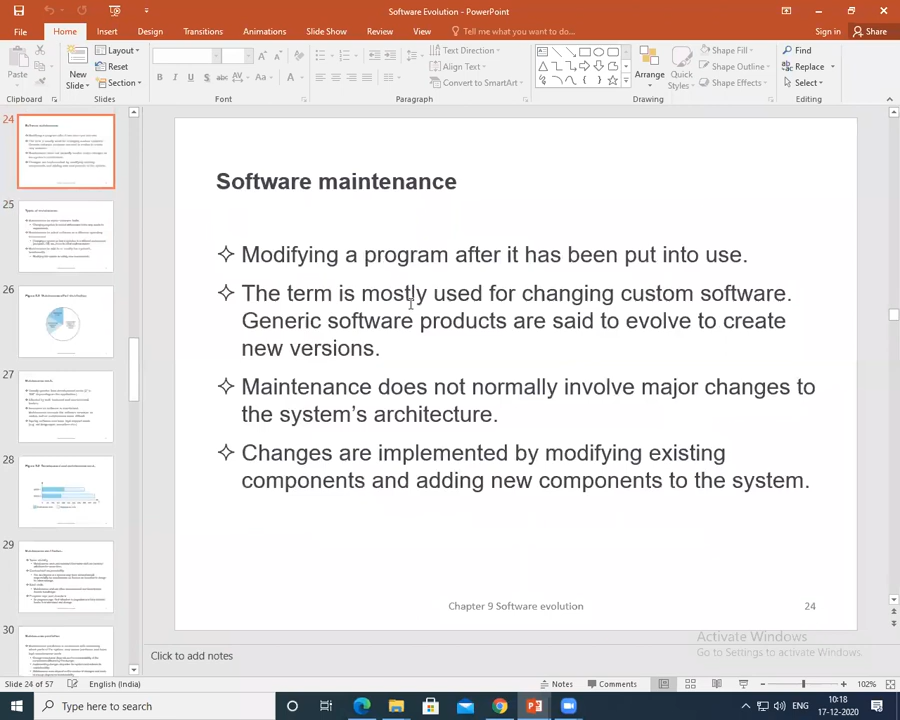 Software Evolution - PowerPoint
File Home Insert Design Transitions Animations Slide Show Review View Tell me what you want to do... Sign in Share
Paste New Slide Layout Reset Section Text Direction Align Text Convert to SmartArt Arrange Quick Styles Shape Fill Shape Outline Shape Effects Find Replace Select
Clipboard Slides Font Paragraph Drawing Editing
24
25
26
27
28
29
30
Software maintenance
Modifying a program after it has been put into use.
The term is mostly used for changing custom software.
Generic software products are said to evolve to create
new versions.
Maintenance does not normally involve major changes to
the system's architecture.
Changes are implemented by modifying existing
components and adding new components to the system.
Chapter 9 Software evolution 24
Activate Windows
Go to Settings to activate Windows.
Click to add notes
Slide 24 of 57 English (India) Notes Comments 102%
Type here to search
ENG 10:18
17-12-2020